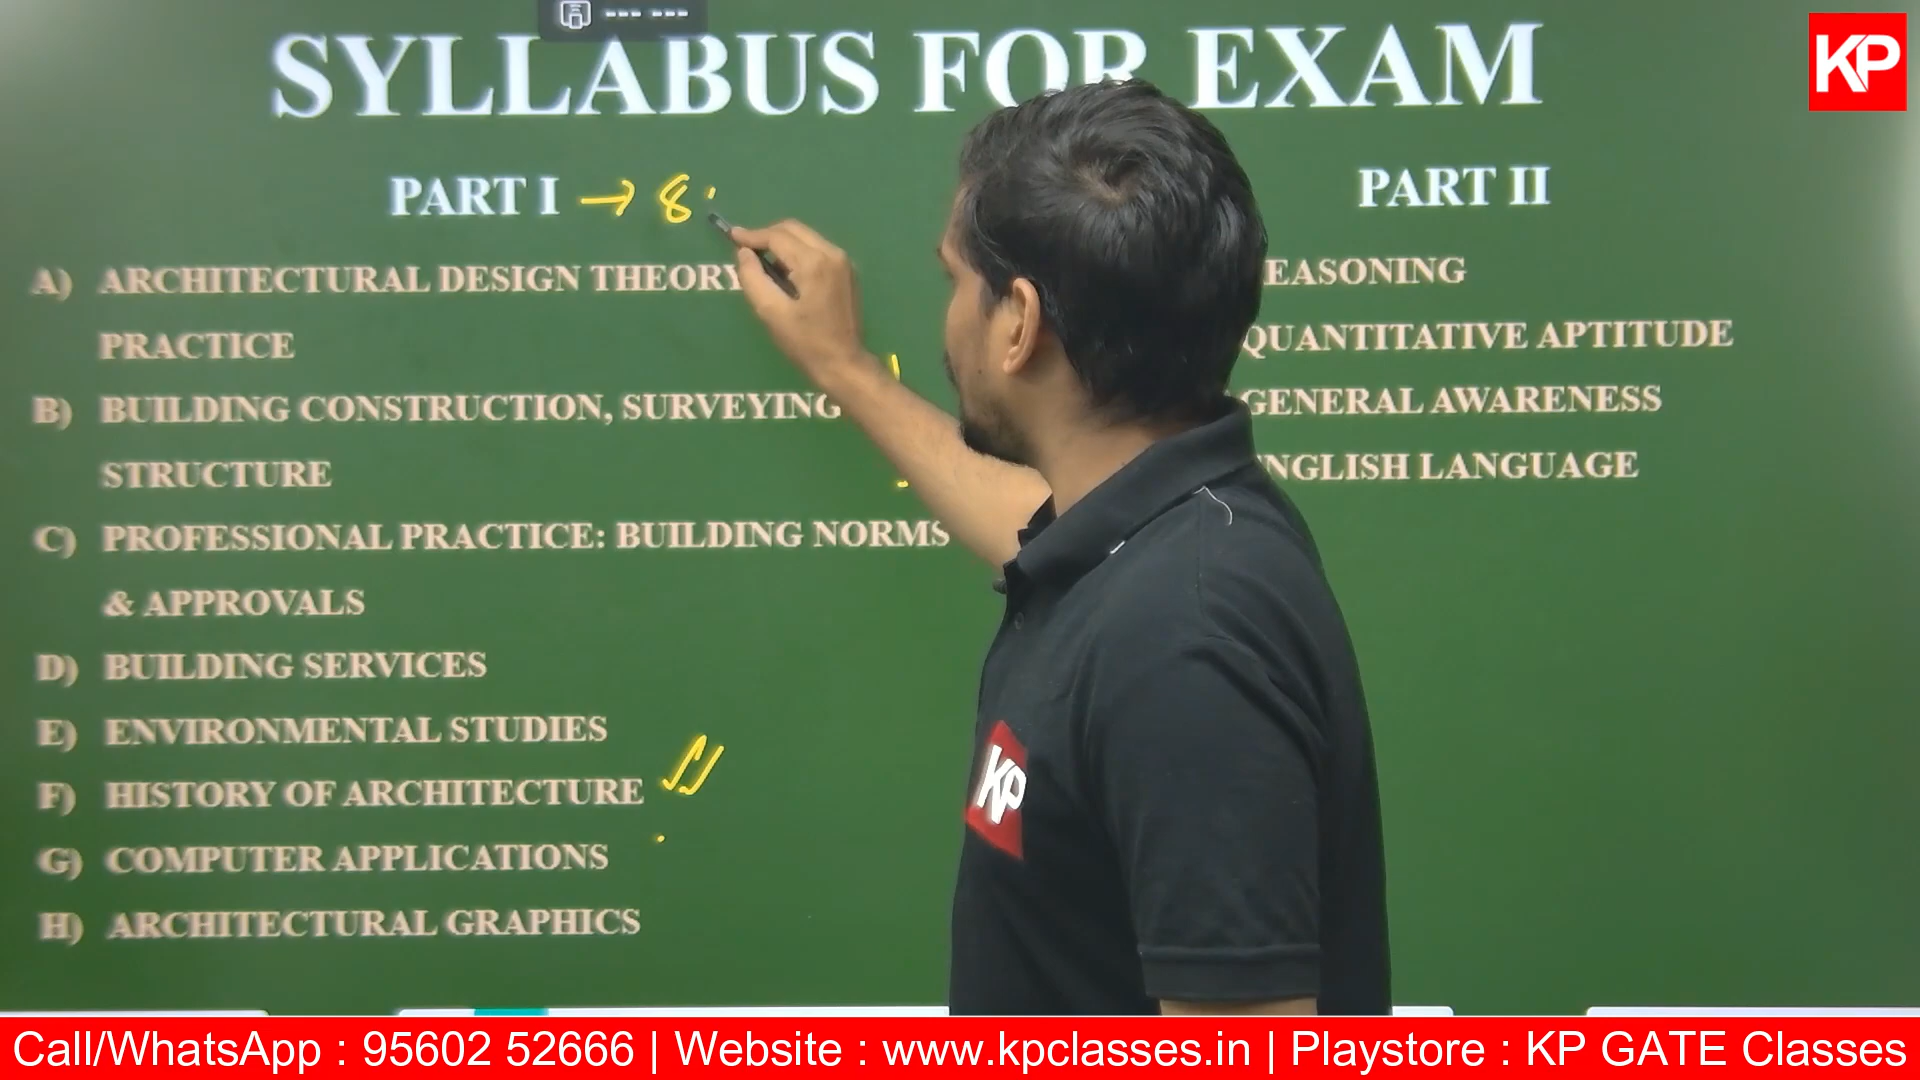 SYLLABUS FOR EXAM
KP
PART I → 8
PART II
A) ARCHITECTURAL DESIGN THEORY
PRACTICE
B) BUILDING CONSTRUCTION, SURVEYING
STRUCTURE
C) PROFESSIONAL PRACTICE: BUILDING NORMS
& APPROVALS
D) BUILDING SERVICES
E) ENVIRONMENTAL STUDIES
F) HISTORY OF ARCHITECTURE
G) COMPUTER APPLICATIONS
H) ARCHITECTURAL GRAPHICS
EASONING
QUANTITATIVE APTITUDE
GENERAL AWARENESS
NGLISH LANGUAGE
KP
Call/WhatsApp : 95602 52666 | Website : www.kpclasses.in | Playstore : KP GATE Classes